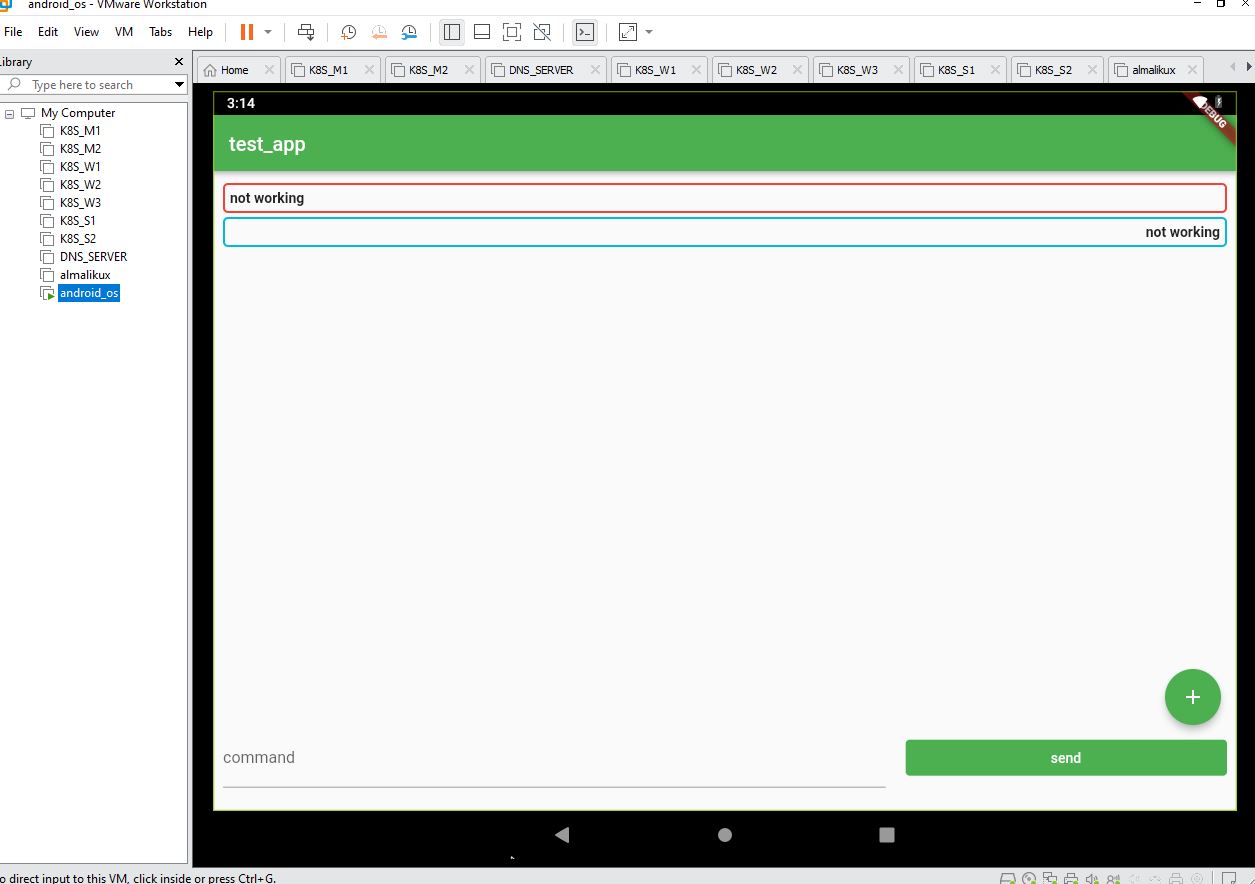 android_os - VMware Workstation
File Edit View VM Tabs Help
Library
Type here to search
My Computer
K8S_M1
K8S_M2
K8S_W1
K8S_W2
K8S_W3
K8S_S1
K8S_S2
DNS_SERVER
almalikux
android_os
Home K8S_M1 K8S_M2 DNS_SERVER K8S_W1 K8S_W2 K8S_W3 K8S_S1 K8S_S2 almalikux
3:14
DEBUG
test_app
not working
not working
+
command
send
o direct input to this VM, click inside or press Ctrl+G.